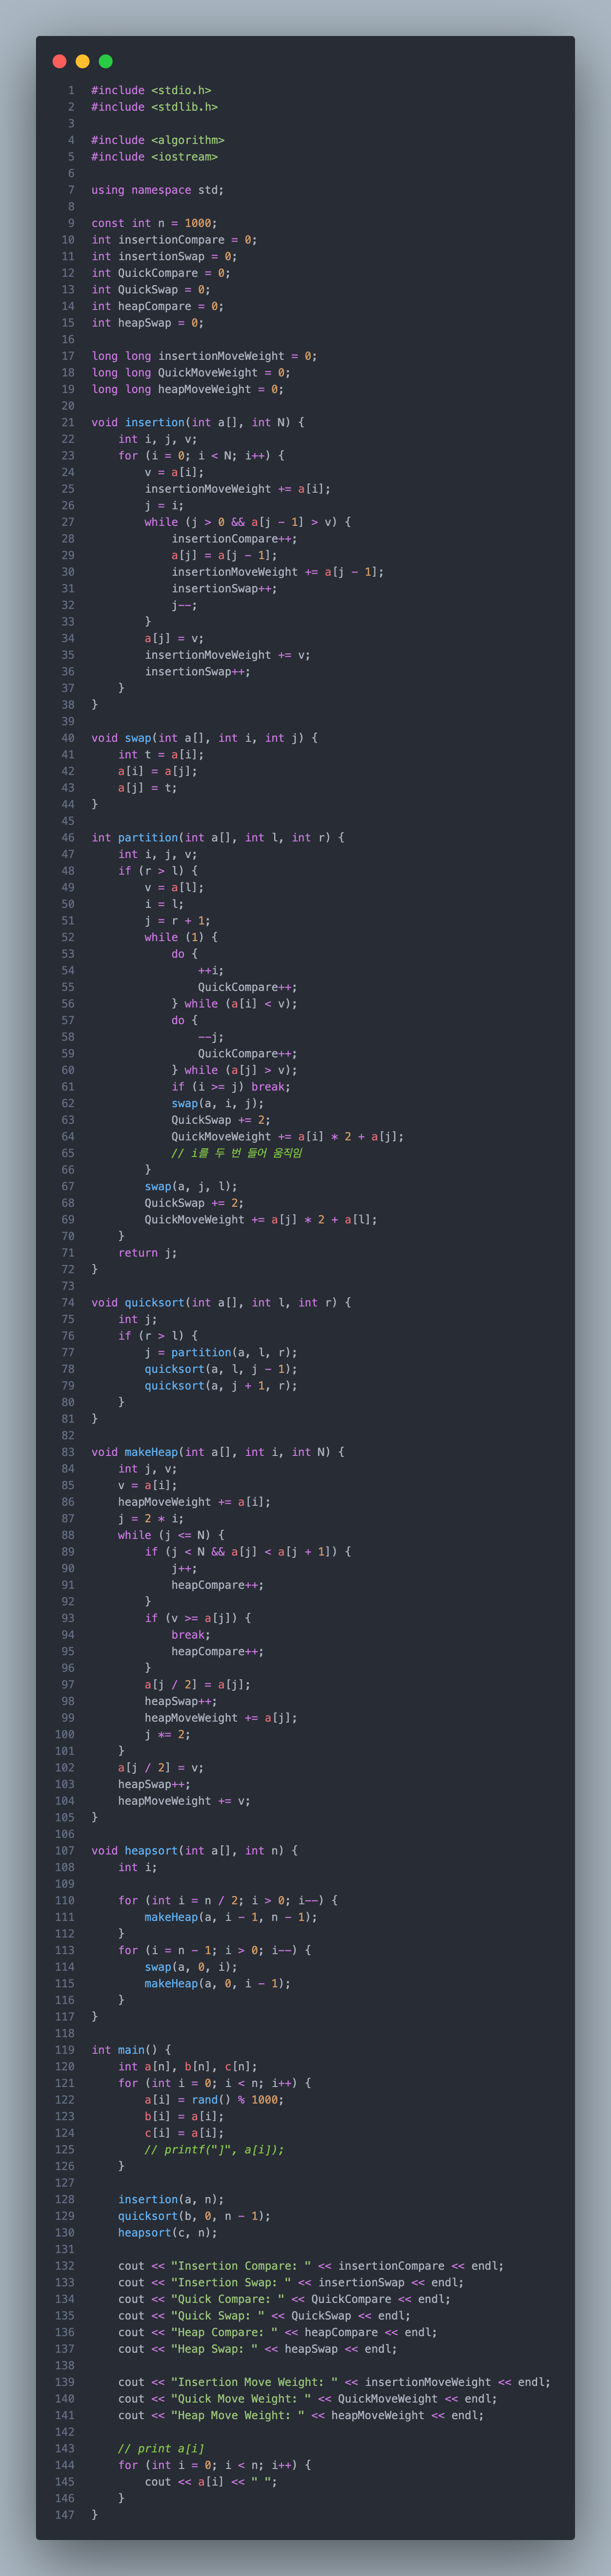 1 #include <stdio.h>
2 #include <stdlib.h>
3
4 #include <algorithm>
5 #include <iostream>
6
7 using namespace std;
8
9 const int n = 1000;
10 int insertionCompare = 0;
11 int insertionSwap = 0;
12 int QuickCompare = 0;
13 int QuickSwap = 0;
14 int heapCompare = 0;
15 int heapSwap = 0;
16
17 long long insertionMoveWeight = 0;
18 long long QuickMoveWeight = 0;
19 long long heapMoveWeight = 0;
20
21 void insertion(int a[], int N) {
22     int i, j, v;
23     for (i = 0; i < N; i++) {
24         v = a[i];
25         insertionMoveWeight += a[i];
26         j = i;
27         while (j > 0 && a[j - 1] > v) {
28             insertionCompare++;
29             a[j] = a[j - 1];
30             insertionMoveWeight += a[j - 1];
31             insertionSwap++;
32             j--;
33         }
34         a[j] = v;
35         insertionMoveWeight += v;
36         insertionSwap++;
37     }
38 }
39
40 void swap(int a[], int i, int j) {
41     int t = a[i];
42     a[i] = a[j];
43     a[j] = t;
44 }
45
46 int partition(int a[], int l, int r) {
47     int i, j, v;
48     if (r > l) {
49         v = a[l];
50         i = l;
51         j = r + 1;
52         while (1) {
53             do {
54                 ++i;
55                 QuickCompare++;
56             } while (a[i] < v);
57             do {
58                 --j;
59                 QuickCompare++;
60             } while (a[j] > v);
61             if (i >= j) break;
62             swap(a, i, j);
63             QuickSwap += 2;
64             QuickMoveWeight += a[i] * 2 + a[j];
65             // i를 두 번 들어 움직임
66         }
67         swap(a, j, l);
68         QuickSwap += 2;
69         QuickMoveWeight += a[j] * 2 + a[l];
70     }
71     return j;
72 }
73
74 void quicksort(int a[], int l, int r) {
75     int j;
76     if (r > l) {
77         j = partition(a, l, r);
78         quicksort(a, l, j - 1);
79         quicksort(a, j + 1, r);
80     }
81 }
82
83 void makeHeap(int a[], int i, int N) {
84     int j, v;
85     v = a[i];
86     heapMoveWeight += a[i];
87     j = 2 * i;
88     while (j <= N) {
89         if (j < N && a[j] < a[j + 1]) {
90             j++;
91             heapCompare++;
92         }
93         if (v >= a[j]) {
94             break;
95             heapCompare++;
96         }
97         a[j / 2] = a[j];
98         heapSwap++;
99         heapMoveWeight += a[j];
100         j *= 2;
101     }
102     a[j / 2] = v;
103     heapSwap++;
104     heapMoveWeight += v;
105 }
106
107 void heapsort(int a[], int n) {
108     int i;
109
110     for (int i = n / 2; i > 0; i--) {
111         makeHeap(a, i - 1, n - 1);
112     }
113     for (i = n - 1; i > 0; i--) {
114         swap(a, 0, i);
115         makeHeap(a, 0, i - 1);
116     }
117 }
118
119 int main() {
120     int a[n], b[n], c[n];
121     for (int i = 0; i < n; i++) {
122         a[i] = rand() % 1000;
123         b[i] = a[i];
124         c[i] = a[i];
125         // printf("]", a[i]);
126     }
127
128     insertion(a, n);
129     quicksort(b, 0, n - 1);
130     heapsort(c, n);
131
132     cout << "Insertion Compare: " << insertionCompare << endl;
133     cout << "Insertion Swap: " << insertionSwap << endl;
134     cout << "Quick Compare: " << QuickCompare << endl;
135     cout << "Quick Swap: " << QuickSwap << endl;
136     cout << "Heap Compare: " << heapCompare << endl;
137     cout << "Heap Swap: " << heapSwap << endl;
138
139     cout << "Insertion Move Weight: " << insertionMoveWeight << endl;
140     cout << "Quick Move Weight: " << QuickMoveWeight << endl;
141     cout << "Heap Move Weight: " << heapMoveWeight << endl;
142
143     // print a[i]
144     for (int i = 0; i < n; i++) {
145         cout << a[i] << " ";
146     }
147 }